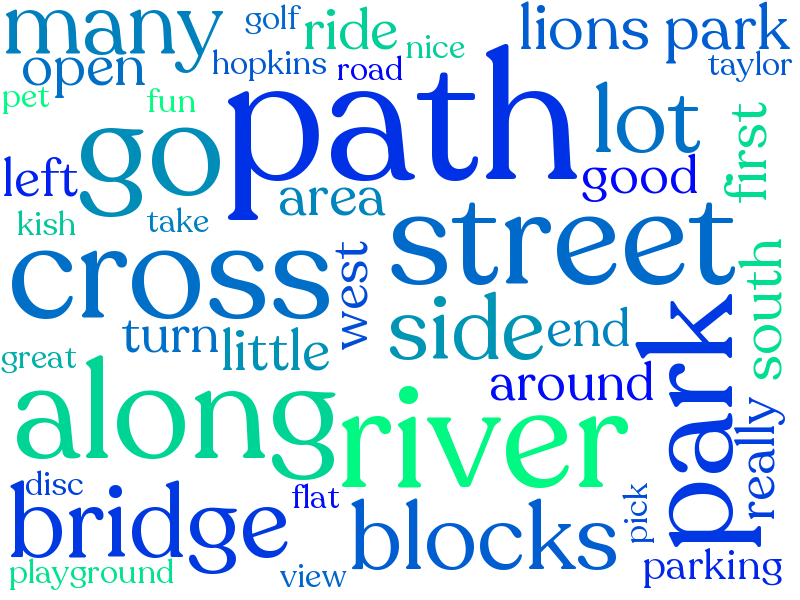 many
golf
ride
nice
lions park
open
hopkins
road
taylor
pet
fun
path
go
lot
first
left
area
good
kish
take
street
cross
west
south
turn
little
side
end
great
park
around
along
river
really
disc
bridge
flat
blocks
pick
playground
view
parking